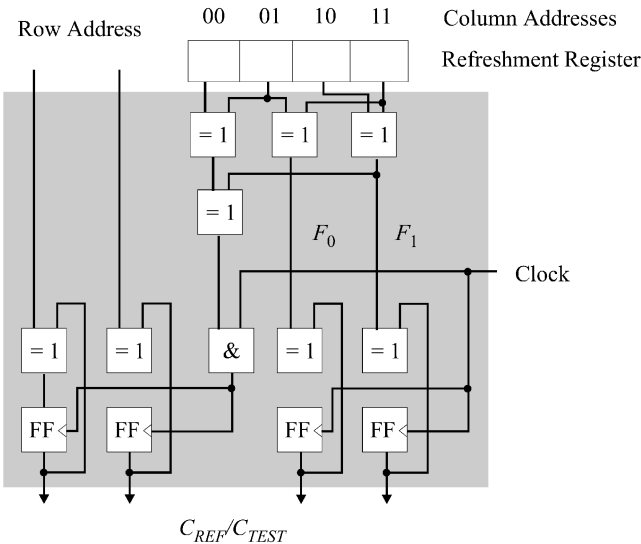 00 01 10 11 Column Addresses
Row Address
Refreshment Register
= 1 = 1 = 1
= 1
F0 F1
Clock
= 1 = 1 & = 1 = 1
FF FF FF FF
CREF/CTEST